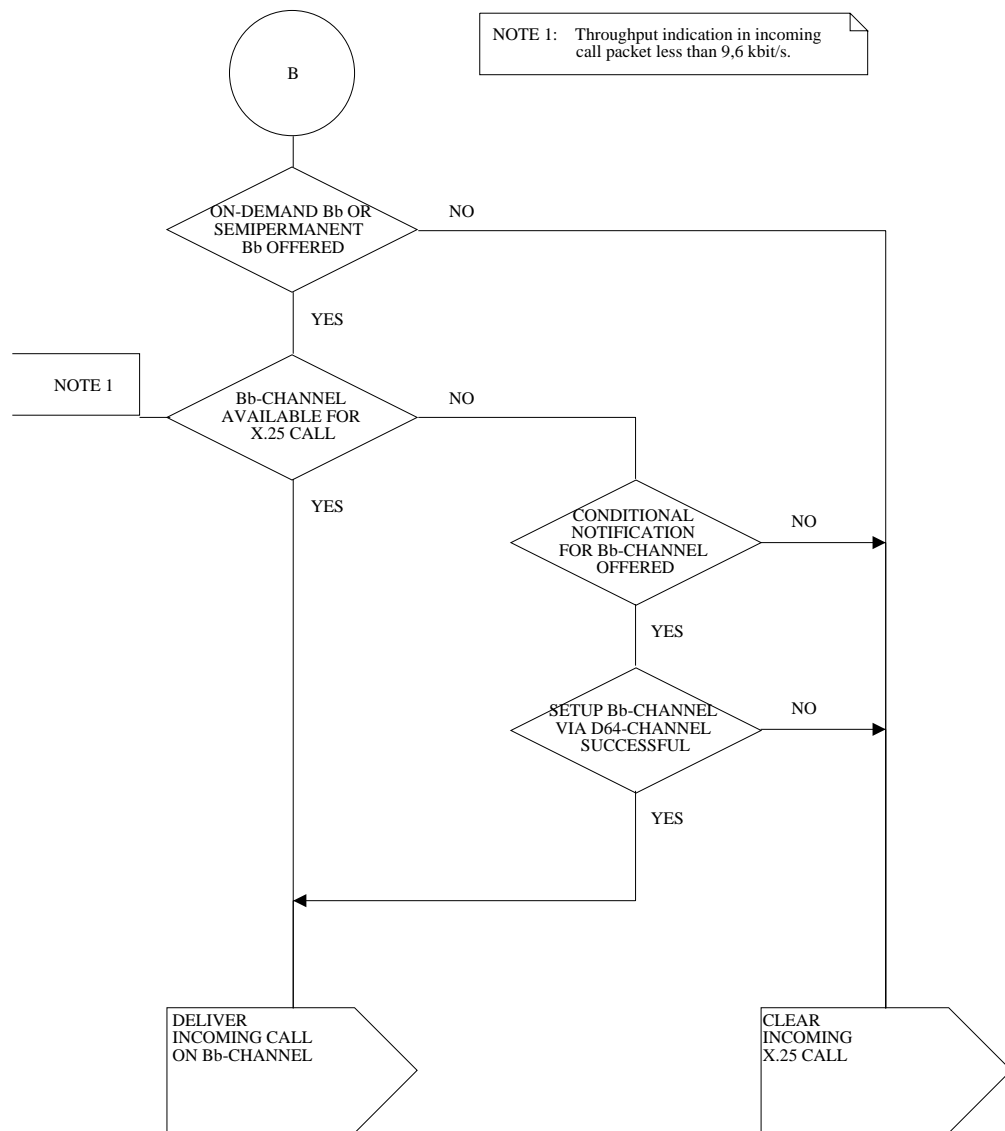 NOTE 1: Throughput indication in incoming
call packet less than 9,6 kbit/s.
B
ON-DEMAND Bb OR
SEMIPERMANENT
Bb OFFERED
NO
YES
NOTE 1
Bb-CHANNEL
AVAILABLE FOR
X.25 CALL
NO
YES
CONDITIONAL
NOTIFICATION
FOR Bb-CHANNEL
OFFERED
NO
YES
SETUP Bb-CHANNEL
VIA D64-CHANNEL
SUCCESSFUL
NO
YES
DELIVER
INCOMING CALL
ON Bb-CHANNEL
CLEAR
INCOMING
X.25 CALL